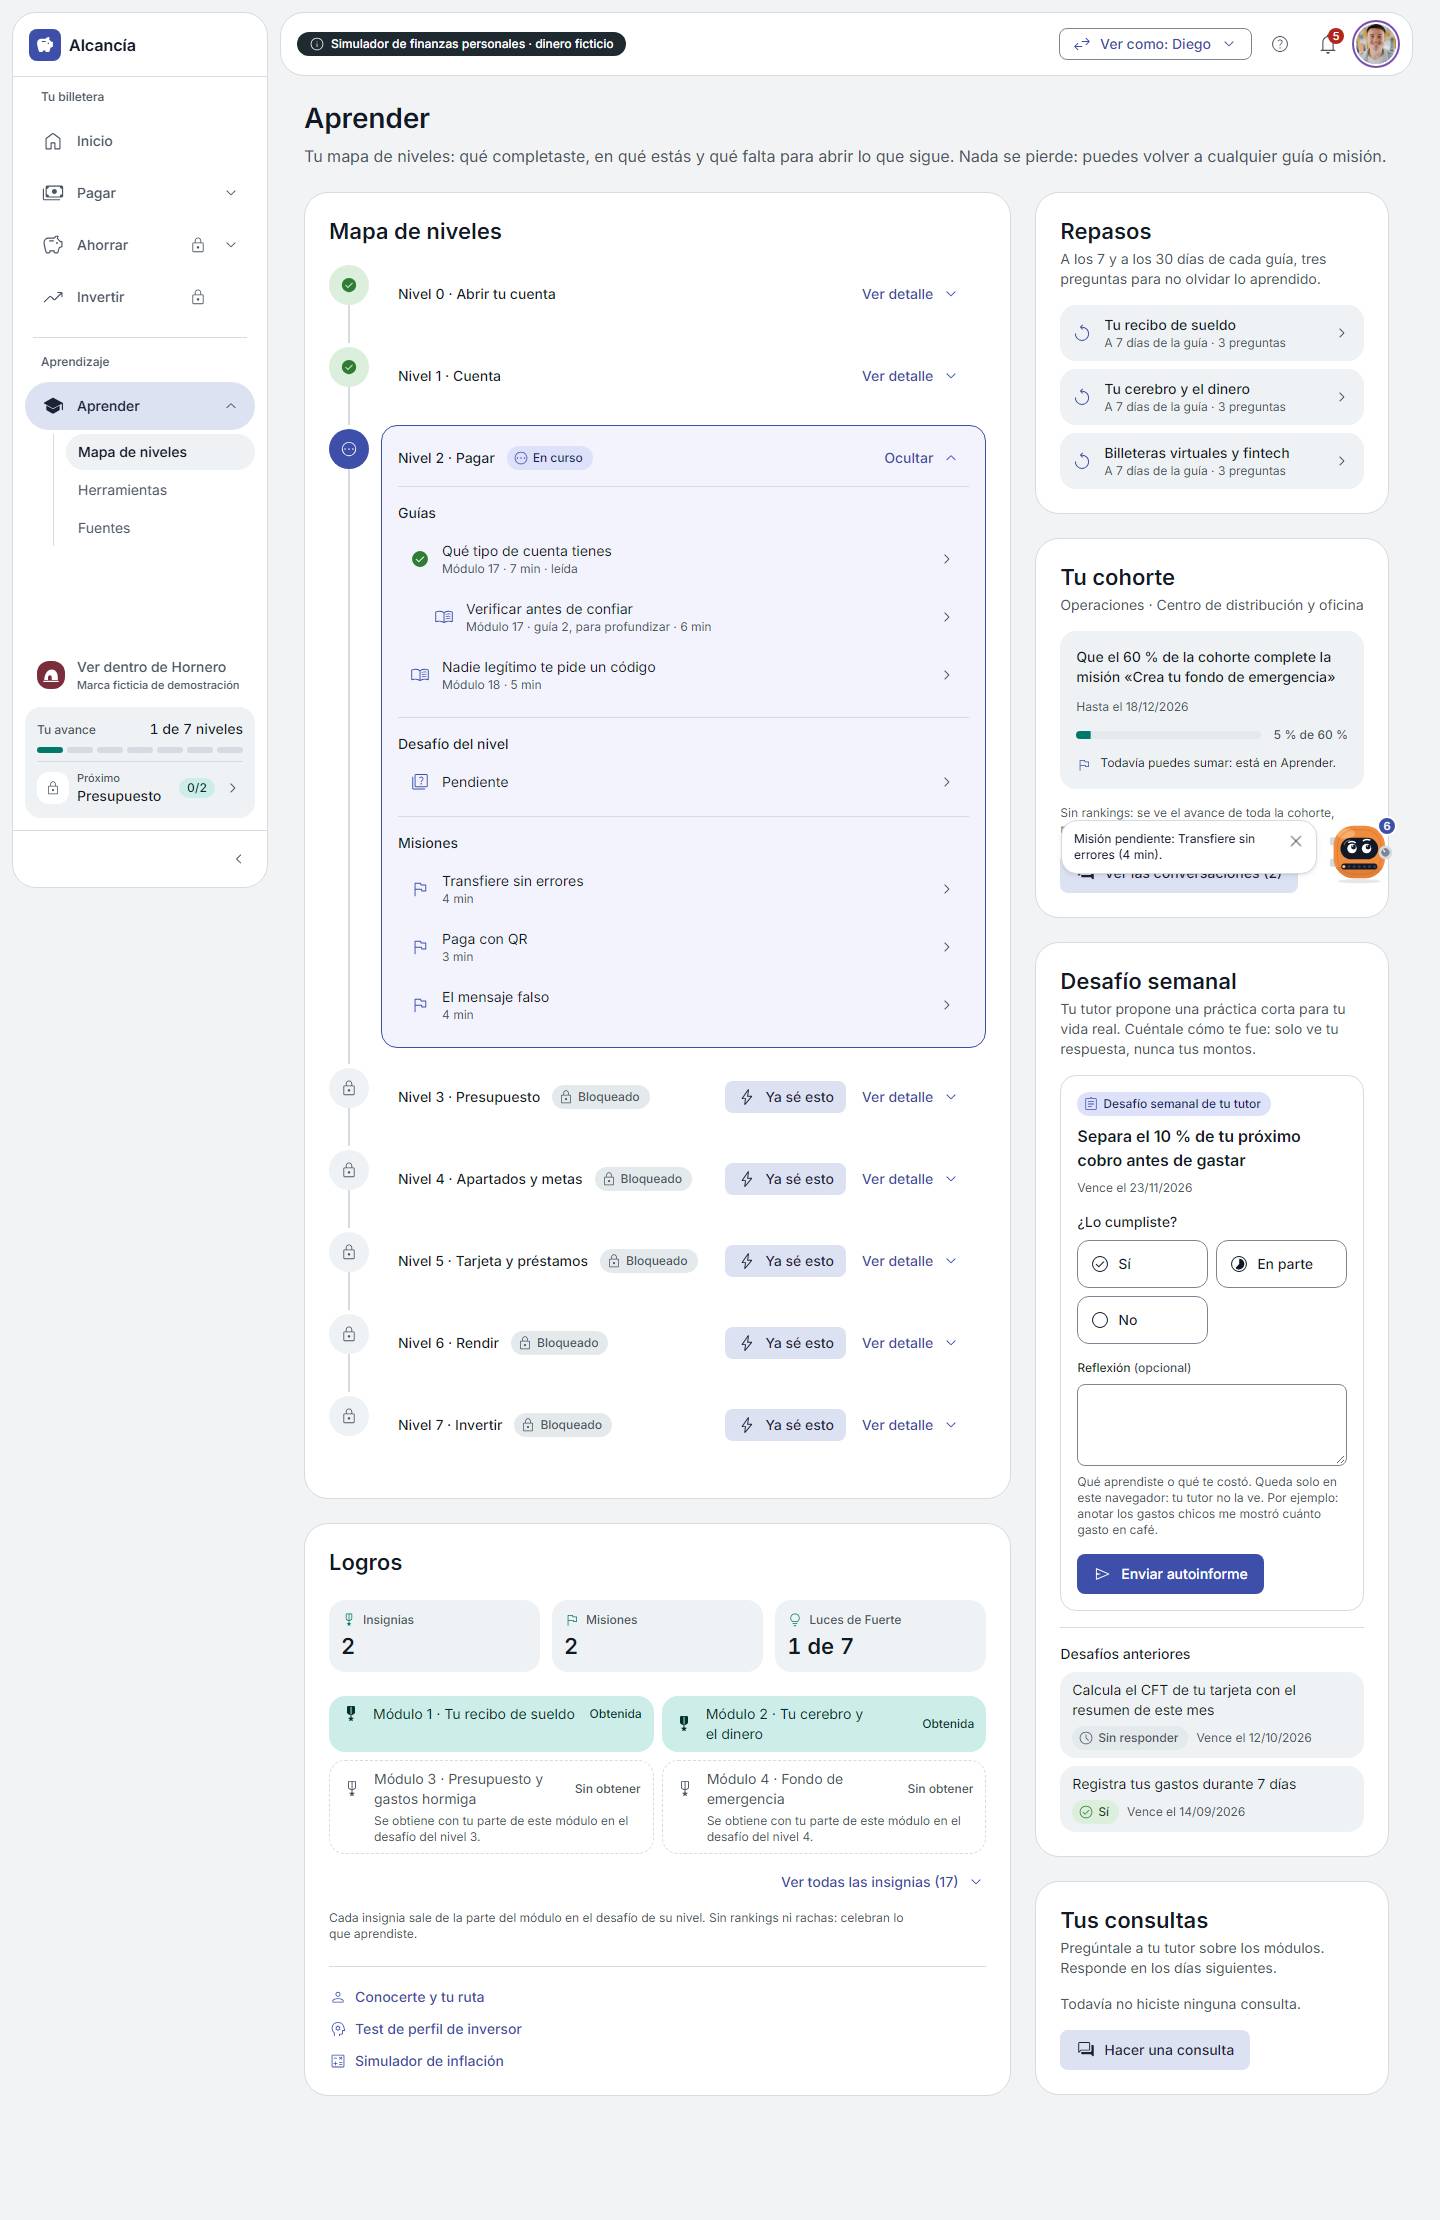 Alcancía
Tu billetera
Inicio
Pagar
Ahorrar
Invertir
Aprendizaje
Aprender
Mapa de niveles
Herramientas
Fuentes
Ver dentro de Hornero
Marca ficticia de demostración
Tu avance
1 de 7 niveles
Próximo
Presupuesto
0/2
Simulador de finanzas personales · dinero ficticio
Ver como: Diego
5
Aprender
Tu mapa de niveles: qué completaste, en qué estás y qué falta para abrir lo que sigue. Nada se pierde: puedes volver a cualquier guía o misión.
Mapa de niveles
Nivel 0 · Abrir tu cuenta
Ver detalle
Nivel 1 · Cuenta
Ver detalle
Nivel 2 · Pagar
En curso
Ocultar
Guías
Qué tipo de cuenta tienes
Módulo 17 · 7 min · leída
Verificar antes de confiar
Módulo 17 · guía 2, para profundizar · 6 min
Nadie legítimo te pide un código
Módulo 18 · 5 min
Desafío del nivel
Pendiente
Misiones
Transfiere sin errores
4 min
Paga con QR
3 min
El mensaje falso
4 min
Nivel 3 · Presupuesto
Bloqueado
Ya sé esto
Ver detalle
Nivel 4 · Apartados y metas
Bloqueado
Ya sé esto
Ver detalle
Nivel 5 · Tarjeta y préstamos
Bloqueado
Ya sé esto
Ver detalle
Nivel 6 · Rendir
Bloqueado
Ya sé esto
Ver detalle
Nivel 7 · Invertir
Bloqueado
Ya sé esto
Ver detalle
Logros
Insignias
2
Misiones
2
Luces de Fuerte
1 de 7
Módulo 1 · Tu recibo de sueldo
Obtenida
Módulo 2 · Tu cerebro y
el dinero
Obtenida
Módulo 3 · Presupuesto y
gastos hormiga
Sin obtener
Se obtiene con tu parte de este módulo en el
desafío del nivel 3.
Módulo 4 · Fondo de
emergencia
Sin obtener
Se obtiene con tu parte de este módulo en el
desafío del nivel 4.
Ver todas las insignias (17)
Cada insignia sale de la parte del módulo en el desafío de su nivel. Sin rankings ni rachas: celebran lo
que aprendiste.
Conocerte y tu ruta
Test de perfil de inversor
Simulador de inflación
Repasos
A los 7 y a los 30 días de cada guía, tres
preguntas para no olvidar lo aprendido.
Tu recibo de sueldo
A 7 días de la guía · 3 preguntas
Tu cerebro y el dinero
A 7 días de la guía · 3 preguntas
Billeteras virtuales y fintech
A 7 días de la guía · 3 preguntas
Tu cohorte
Operaciones · Centro de distribución y oficina
Que el 60 % de la cohorte complete la
misión «Crea tu fondo de emergencia»
Hasta el 18/12/2026
5 % de 60 %
Todavía puedes sumar: está en Aprender.
Sin rankings: se ve el avance de toda la cohorte,
Misión pendiente: Transfiere sin
errores (4 min).
6
Ver las conversaciones (2)
Desafío semanal
Tu tutor propone una práctica corta para tu
vida real. Cuéntale cómo te fue: solo ve tu
respuesta, nunca tus montos.
Desafío semanal de tu tutor
Separa el 10 % de tu próximo
cobro antes de gastar
Vence el 23/11/2026
¿Lo cumpliste?
Sí
En parte
No
Reflexión (opcional)
Qué aprendiste o qué te costó. Queda solo en
este navegador: tu tutor no la ve. Por ejemplo:
anotar los gastos chicos me mostró cuánto
gasto en café.
Enviar autoinforme
Desafíos anteriores
Calcula el CFT de tu tarjeta con el
resumen de este mes
Sin responder
Vence el 12/10/2026
Registra tus gastos durante 7 días
Sí
Vence el 14/09/2026
Tus consultas
Pregúntale a tu tutor sobre los módulos.
Responde en los días siguientes.
Todavía no hiciste ninguna consulta.
Hacer una consulta